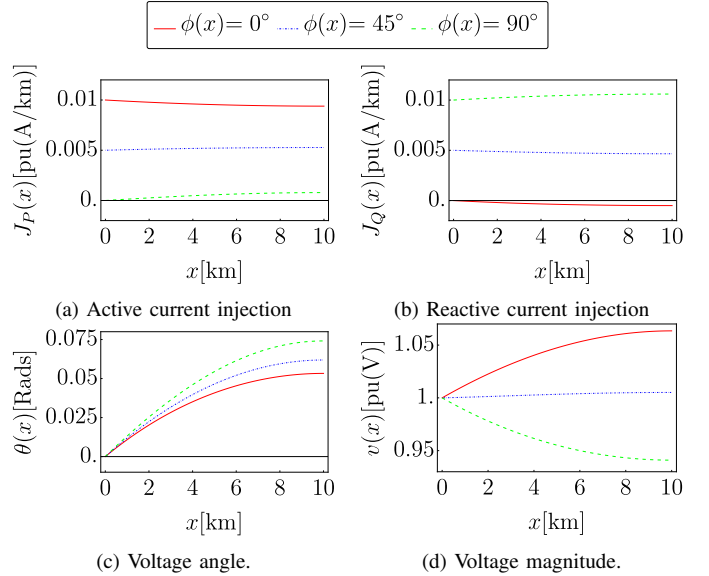 ϕ(x)= 0° ϕ(x)= 45° ϕ(x)= 90°
J_P(x)[pu(A/km)]
0.01
0.005
0.
0 2 4 6 8 10
x[km]
(a) Active current injection
J_Q(x)[pu(A/km)]
0.01
0.005
0.
0 2 4 6 8 10
x[km]
(b) Reactive current injection
θ(x)[Rads]
0.075
0.05
0.025
0.
0 2 4 6 8 10
x[km]
(c) Voltage angle.
v(x)[pu(V)]
1.05
1.
0.95
0 2 4 6 8 10
x[km]
(d) Voltage magnitude.